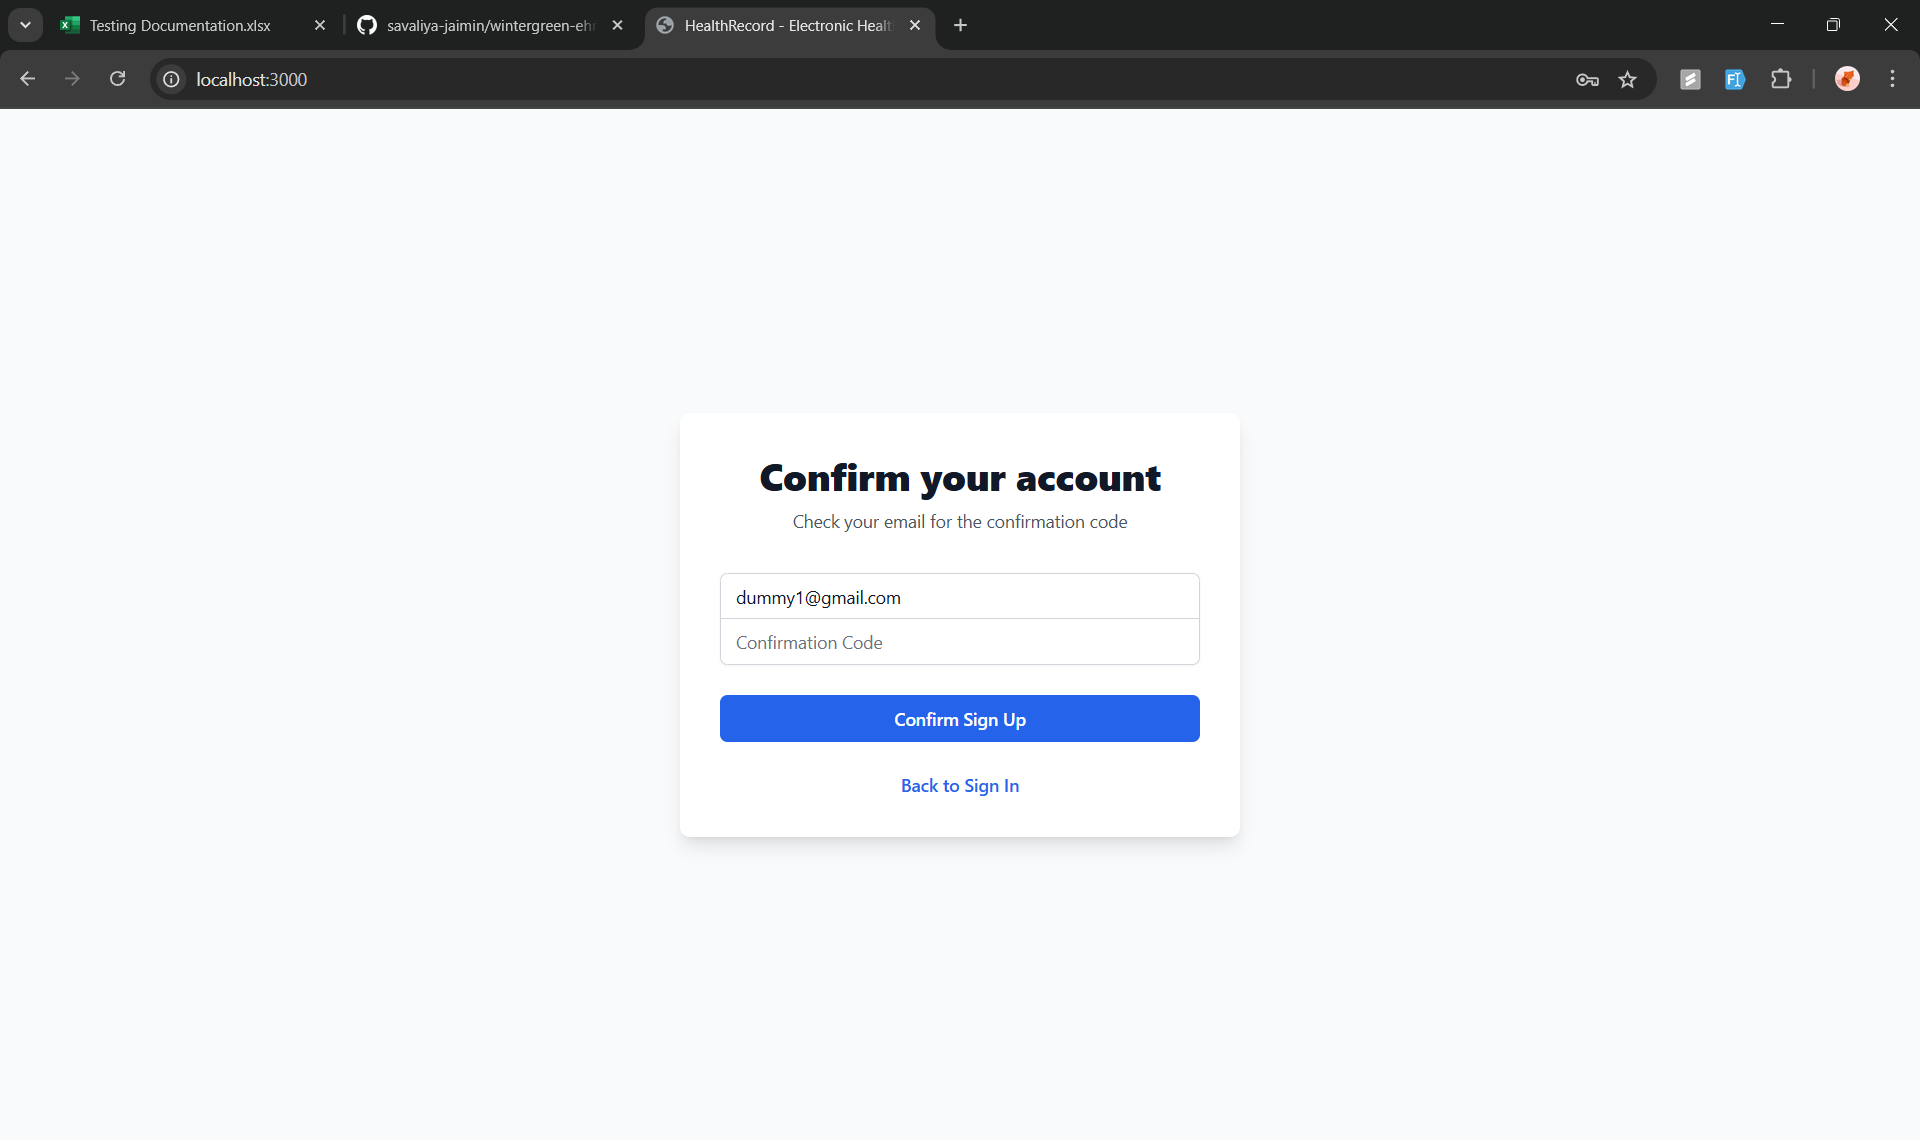 Testing Documentation.xlsx
savaliya-jaimin/wintergreen-ehr
HealthRecord - Electronic Healt
localhost:3000
Confirm your account
Check your email for the confirmation code
dummy1@gmail.com
Confirmation Code
Confirm Sign Up
Back to Sign In